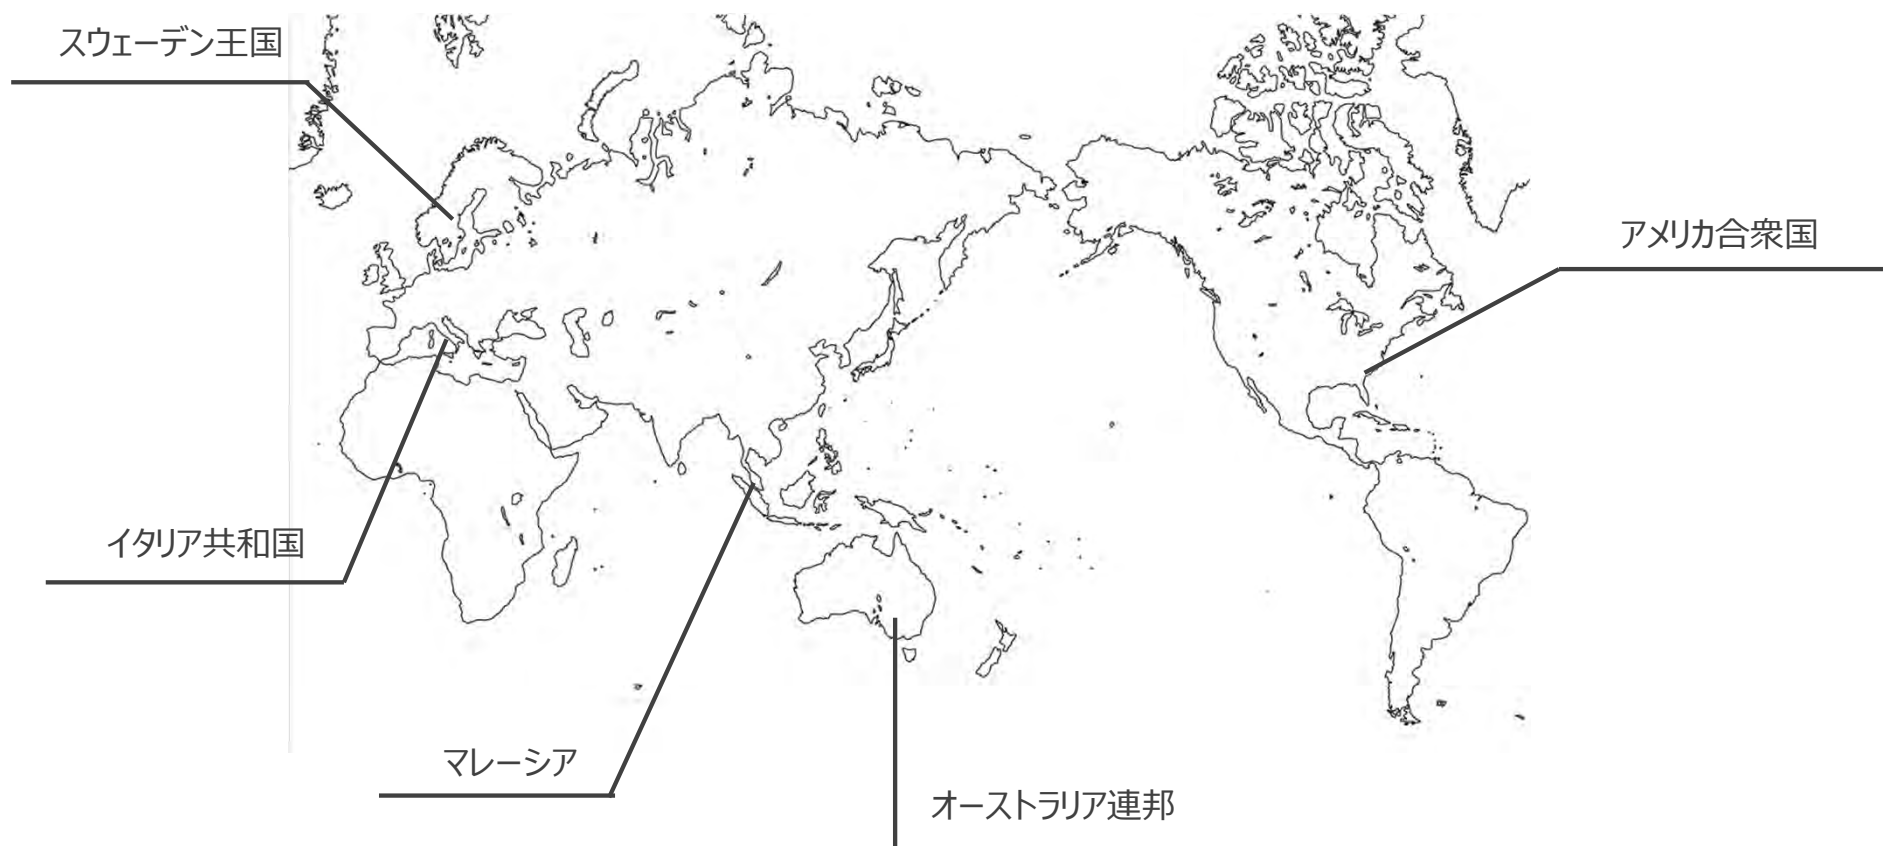 スウェーデン王国
アメリカ合衆国
イタリア共和国
マレーシア
オーストラリア連邦